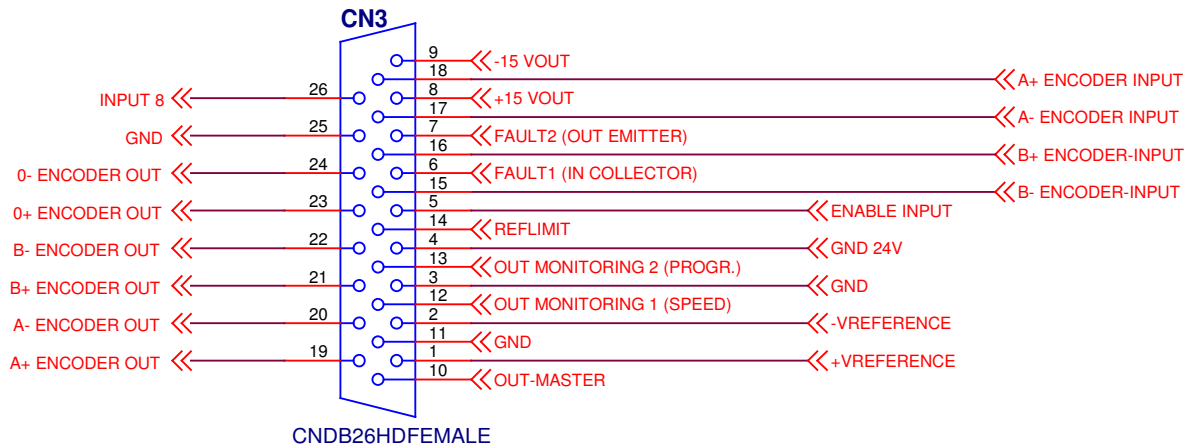 CN3
9 -15 VOUT
18 A+ ENCODER INPUT
INPUT 8 26
8 +15 VOUT
17 A- ENCODER INPUT
GND 25
7 FAULT2 (OUT EMITTER)
16 B+ ENCODER-INPUT
0- ENCODER OUT 24
6 FAULT1 (IN COLLECTOR)
15 B- ENCODER-INPUT
0+ ENCODER OUT 23
5 ENABLE INPUT
14 REFLIMIT
B- ENCODER OUT 22
4 GND 24V
13 OUT MONITORING 2 (PROGR.)
B+ ENCODER OUT 21
3 GND
12 OUT MONITORING 1 (SPEED)
A- ENCODER OUT 20
2 -VREFERENCE
11 GND
A+ ENCODER OUT 19
1 +VREFERENCE
10 OUT-MASTER
CNDB26HDFEMALE